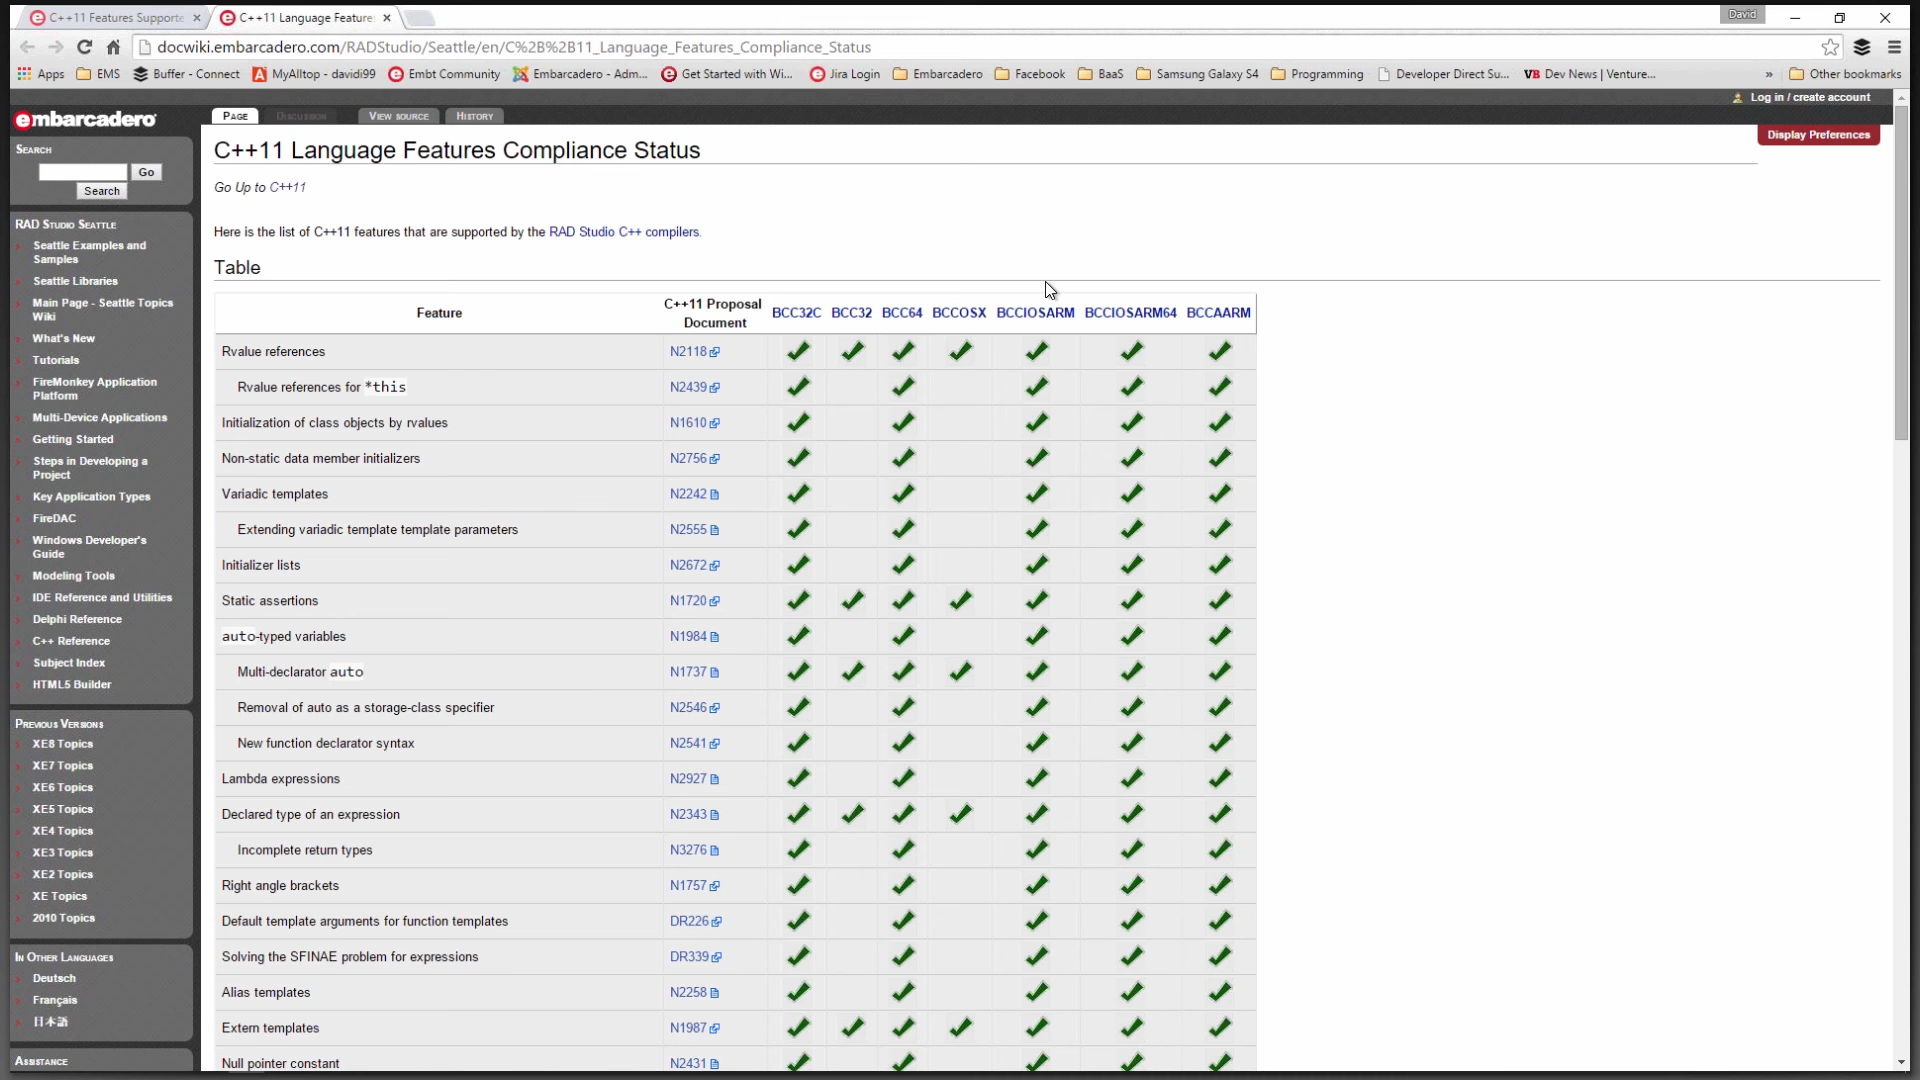 C++11 Features Supporte
C++11 Language Feature
David
docwiki.embarcadero.com/RADStudio/Seattle/en/C%2B%2B11_Language_Features_Compliance_Status
Apps EMS Buffer - Connect MyAlltop - davidi99 Embt Community Embarcadero - Adm... Get Started with Wi... Jira Login Embarcadero Facebook BaaS Samsung Galaxy S4 Programming Developer Direct Su... VB Dev News | Venture... » Other bookmarks
Log in / create account
embarcadero
PAGE DISCUSSION VIEW SOURCE HISTORY
Display Preferences
SEARCH
Go
Search
RAD STUDIO SEATTLE
Seattle Examples and
Samples
Seattle Libraries
Main Page - Seattle Topics
Wiki
What's New
Tutorials
FireMonkey Application
Platform
Multi-Device Applications
Getting Started
Steps in Developing a
Project
Key Application Types
FireDAC
Windows Developer's
Guide
Modeling Tools
IDE Reference and Utilities
Delphi Reference
C++ Reference
Subject Index
HTML5 Builder
PREVIOUS VERSIONS
XE8 Topics
XE7 Topics
XE6 Topics
XE5 Topics
XE4 Topics
XE3 Topics
XE2 Topics
XE Topics
2010 Topics
IN OTHER LANGUAGES
Deutsch
Français
日本語
ASSISTANCE
C++11 Language Features Compliance Status
Go Up to C++11
Here is the list of C++11 features that are supported by the RAD Studio C++ compilers.
Table
Feature C++11 Proposal Document BCC32C BCC32 BCC64 BCCOSX BCCIOSARM BCCIOSARM64 BCCAARM
Rvalue references N2118
Rvalue references for *this N2439
Initialization of class objects by rvalues N1610
Non-static data member initializers N2756
Variadic templates N2242
Extending variadic template template parameters N2555
Initializer lists N2672
Static assertions N1720
auto-typed variables N1984
Multi-declarator auto N1737
Removal of auto as a storage-class specifier N2546
New function declarator syntax N2541
Lambda expressions N2927
Declared type of an expression N2343
Incomplete return types N3276
Right angle brackets N1757
Default template arguments for function templates DR226
Solving the SFINAE problem for expressions DR339
Alias templates N2258
Extern templates N1987
Null pointer constant N2431